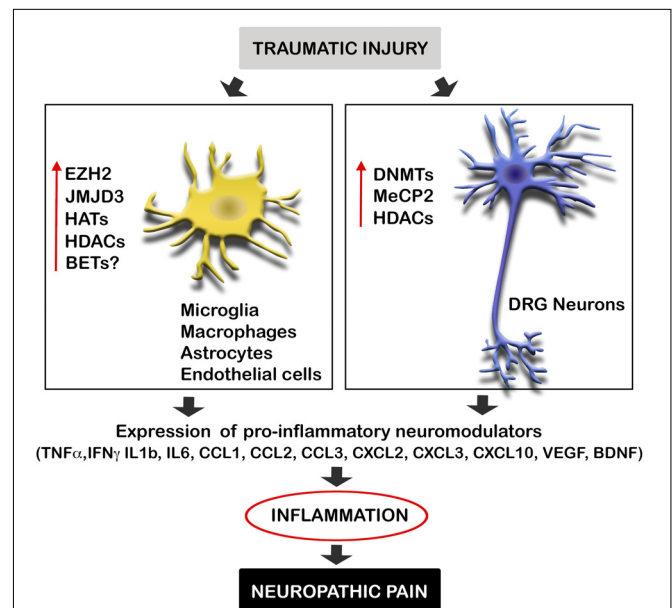 TRAUMATIC INJURY
EZH2
JMJD3
HATs
HDACs
BETs?
Microglia
Macrophages
Astrocytes
Endothelial cells
DNMTs
MeCP2
HDACs
DRG Neurons
Expression of pro-inflammatory neuromodulators
(TNFα,IFNγ IL1b, IL6, CCL1, CCL2, CCL3, CXCL2, CXCL3, CXCL10, VEGF, BDNF)
INFLAMMATION
NEUROPATHIC PAIN